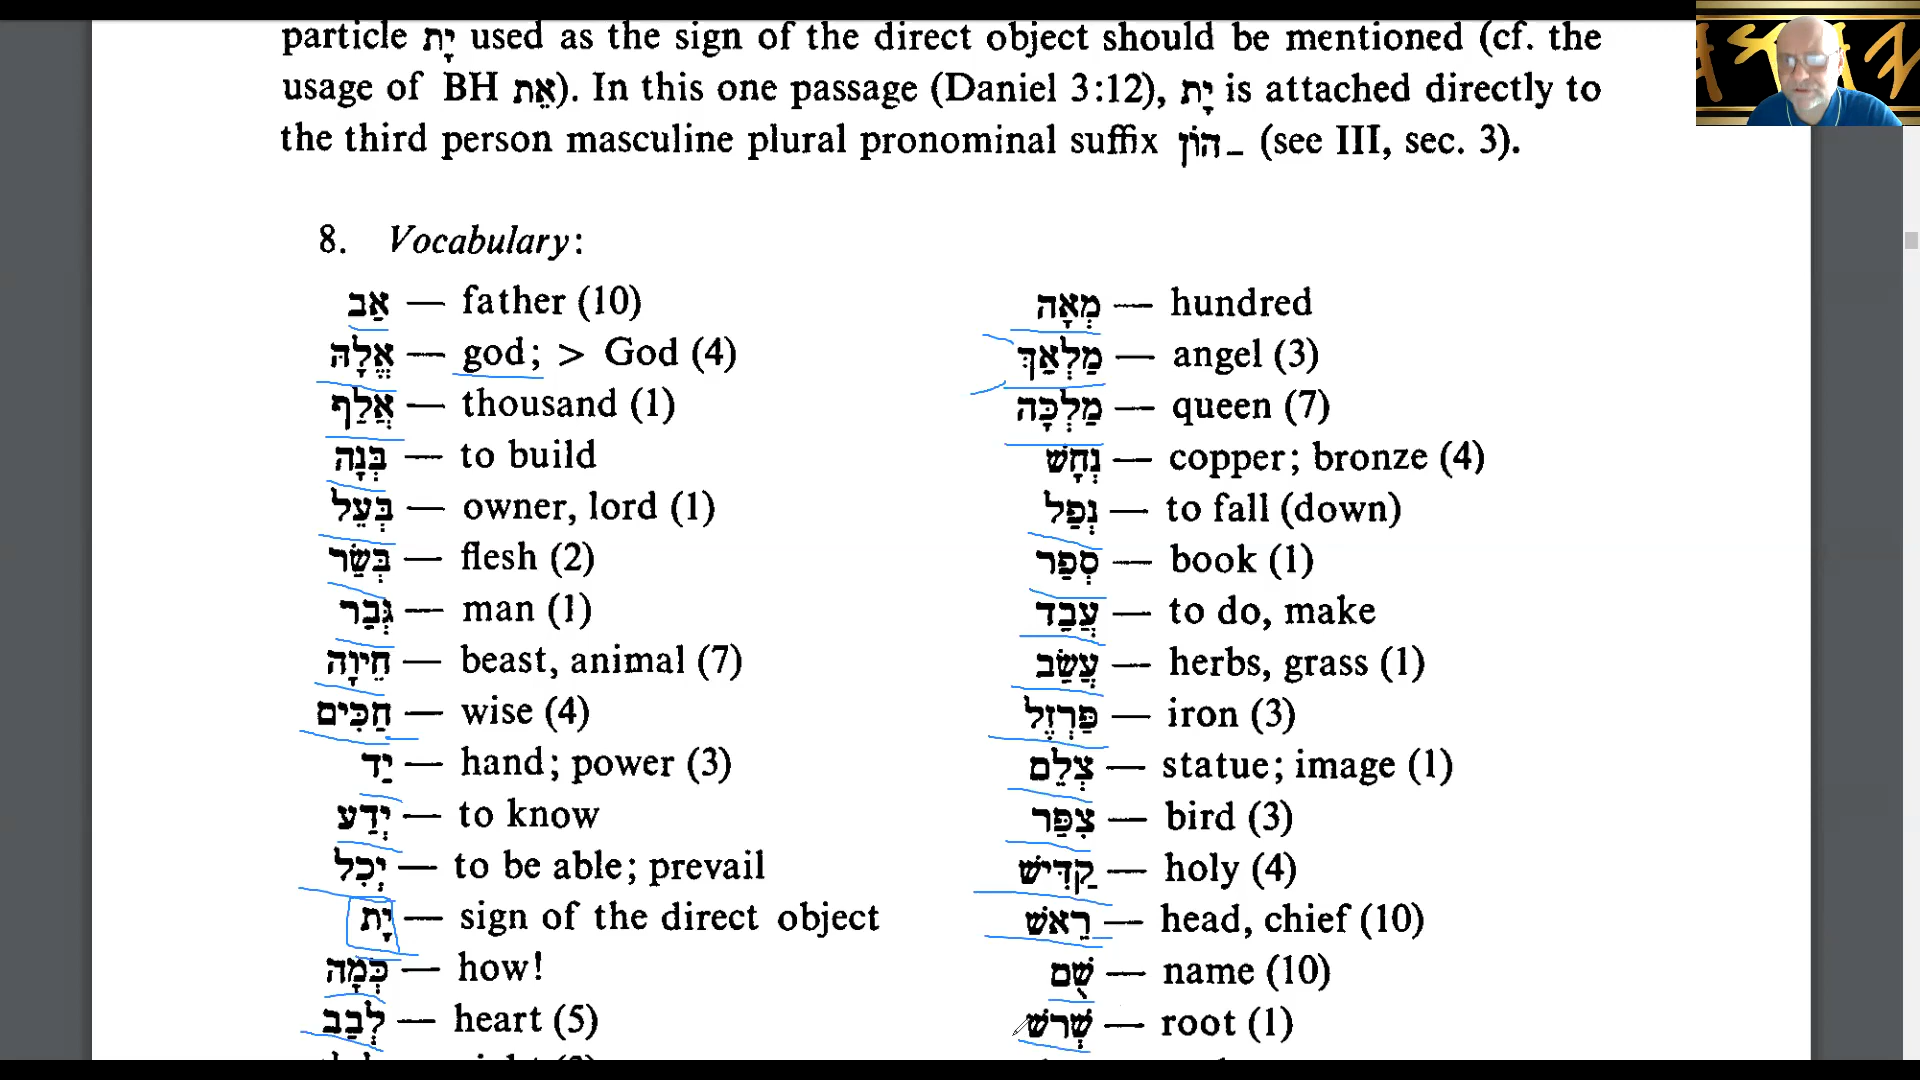 particle יָת used as the sign of the direct object should be mentioned (cf. the
usage of BH אֵת). In this one passage (Daniel 3:12), יָת is attached directly to
the third person masculine plural pronominal suffix הוֹן– (see III, sec. 3).
8. Vocabulary:
אַב — father (10)
אֱלָהּ — god; > God (4)
אֲלַף — thousand (1)
בְּנָה — to build
בְּעֵל — owner, lord (1)
בְּשַׂר — flesh (2)
גְּבַר — man (1)
חֵיוָה — beast, animal (7)
חַכִּים — wise (4)
יַד — hand; power (3)
יְדַע — to know
יְכִל — to be able; prevail
יָת — sign of the direct object
כְּמָה — how!
לְבַב — heart (5)
מְאָה — hundred
מַלְאַךְ — angel (3)
מַלְכָּה — queen (7)
נְחָשׁ — copper; bronze (4)
נְפַל — to fall (down)
סְפַר — book (1)
עֲבַד — to do, make
עֲשַׂב — herbs, grass (1)
פַּרְזֶל — iron (3)
צְלֵם — statue; image (1)
צִפַּר — bird (3)
קַדִּישׁ — holy (4)
רֵאשׁ — head, chief (10)
שֻׁם — name (10)
שְׁרשׁ — root (1)